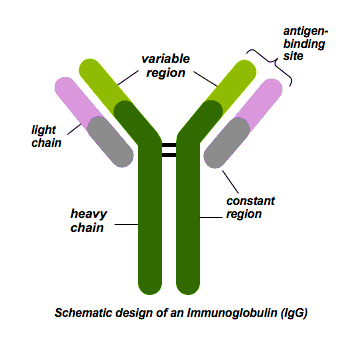 antigen-
binding
site
variable
region
light
chain
heavy
chain
constant
region
Schematic design of an Immunoglobulin (IgG)